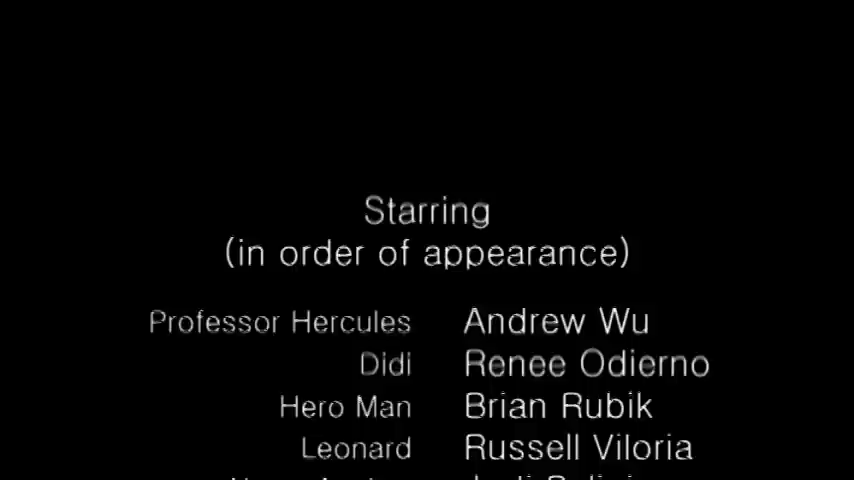 Starring
(in order of appearance)
Professor Hercules Andrew Wu
Didi Renee Odierno
Hero Man Brian Rubik
Leonard Russell Viloria